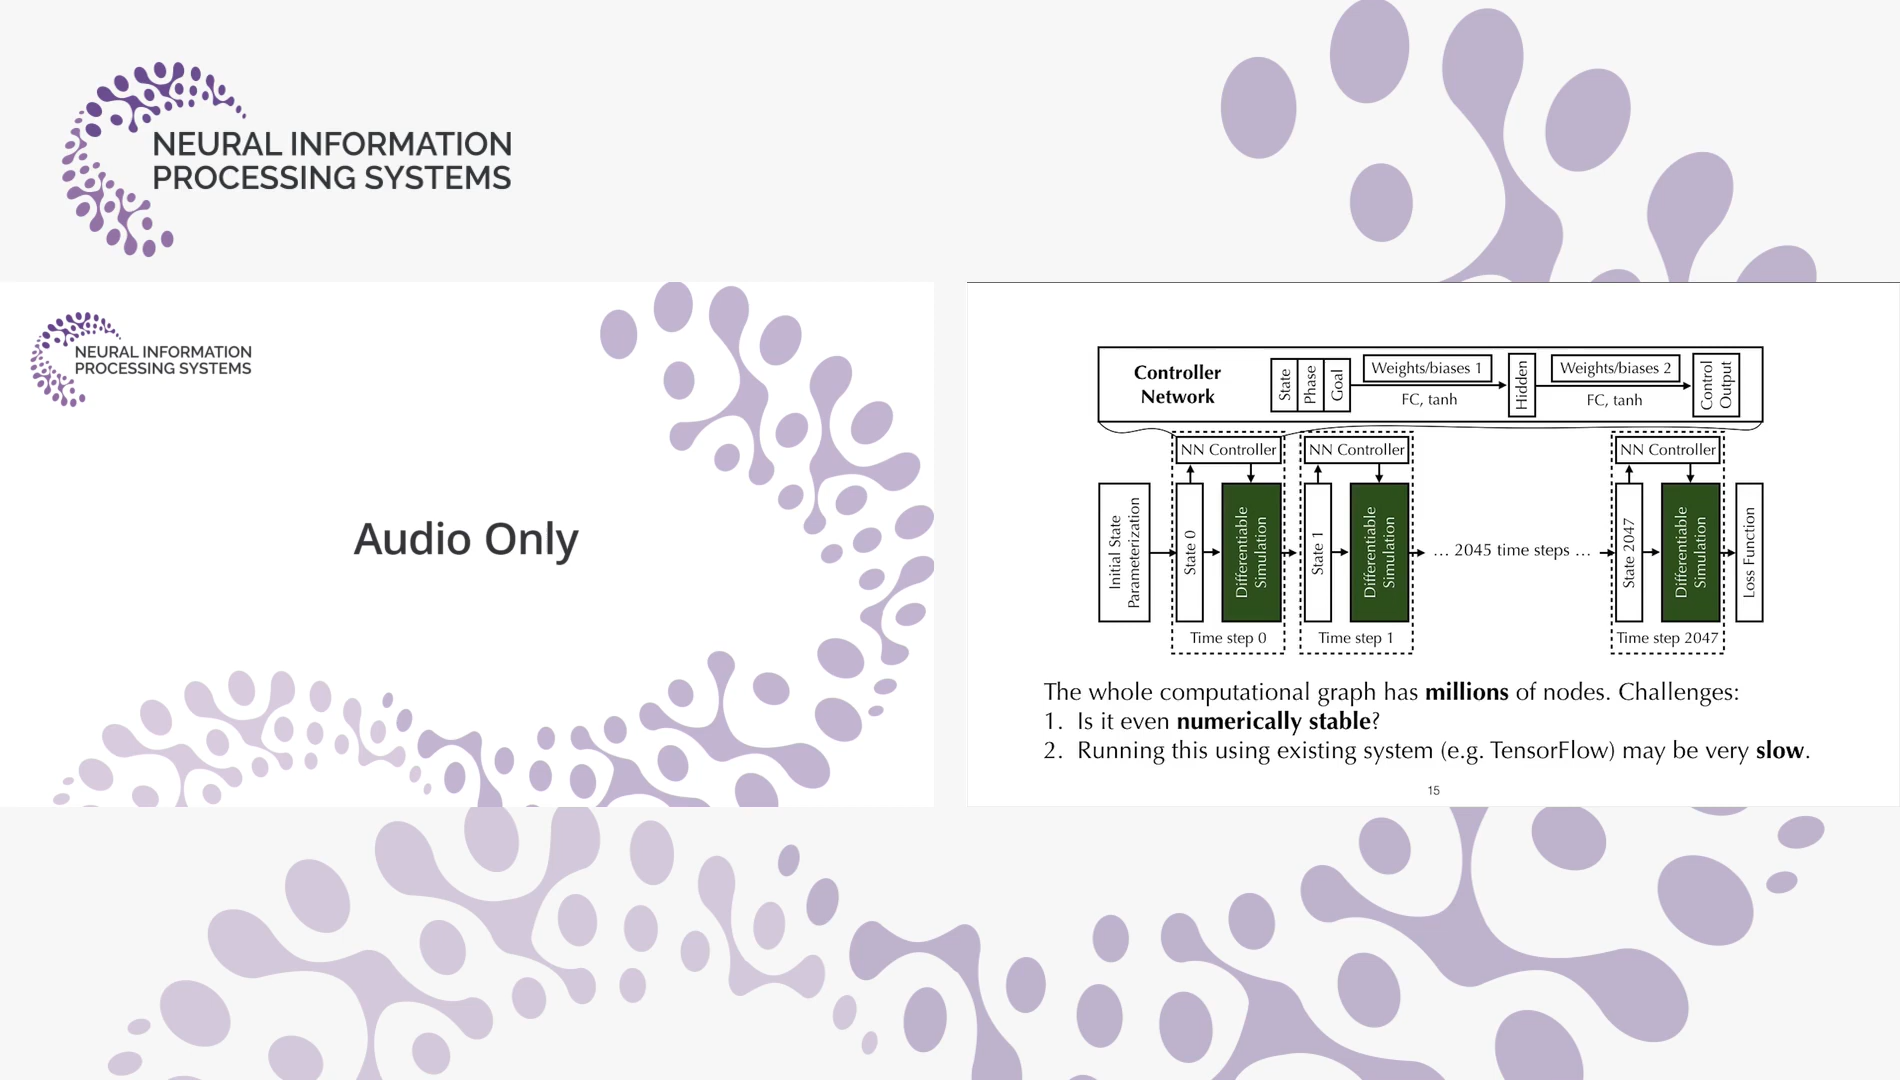 NEURAL INFORMATION
PROCESSING SYSTEMS
NEURAL INFORMATION
PROCESSING SYSTEMS
Audio Only
Controller
Network
State
Phase
Goal
Weights/biases 1
FC, tanh
Hidden
Weights/biases 2
FC, tanh
Control
Output
NN Controller
NN Controller
NN Controller
Initial State
Parameterization
State 0
Differentiable
Simulation
State 1
Differentiable
Simulation
... 2045 time steps ...
State 2047
Differentiable
Simulation
Loss Function
Time step 0
Time step 1
Time step 2047
The whole computational graph has millions of nodes. Challenges:
1. Is it even numerically stable?
2. Running this using existing system (e.g. TensorFlow) may be very slow.
15